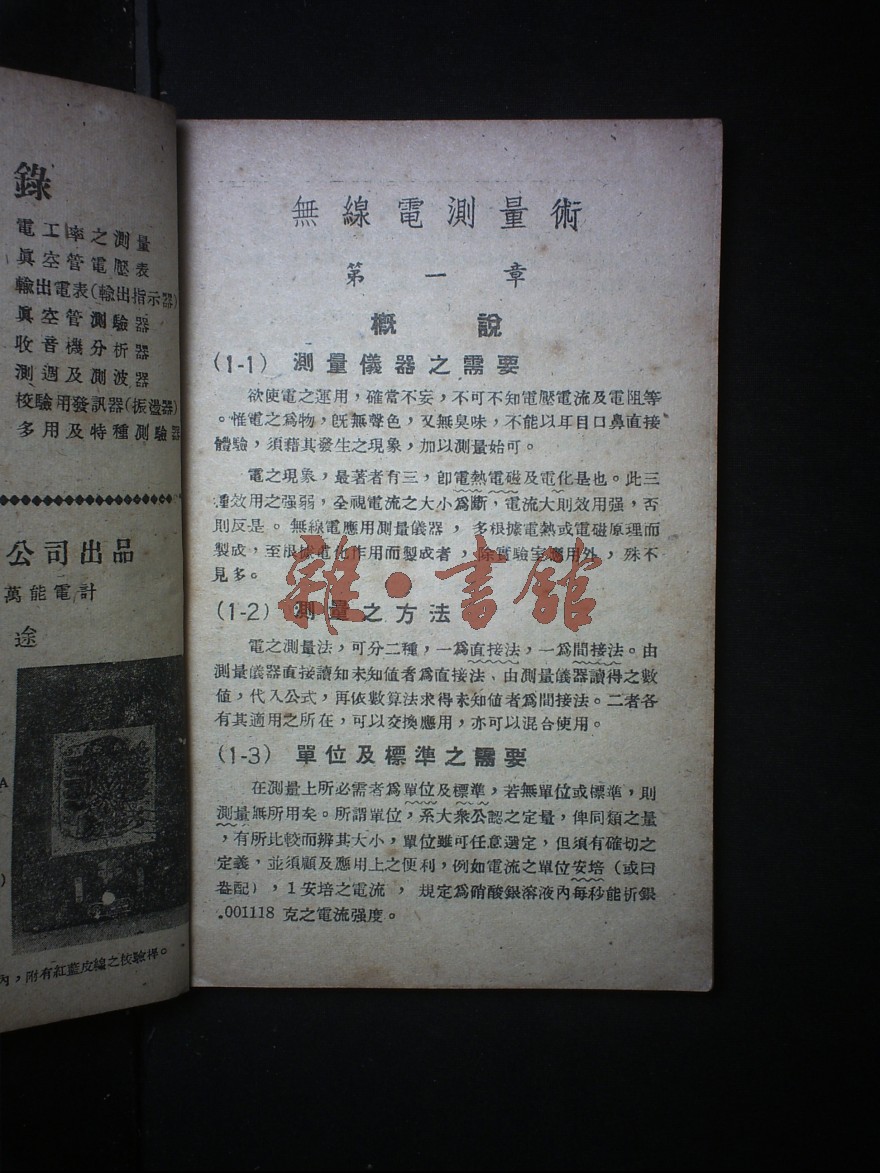 錄
電工率之測量
眞空管電壓表
輸出電表(輸出指示器)
眞空管測驗器
收音機分析器
測週及測波器
校驗用發訊器(振盪器)
多用及特種測驗器
公司出品
萬能電計
途
內,附有紅藍皮線之校驗桿。
無線電測量術
第一章
概說
(1-1) 測量儀器之需要
欲使電之運用,確當不妄,不可不知電壓電流及電阻等
。惟電之爲物,旣無聲色,又無臭味,不能以耳目口鼻直接
體驗,須藉其發生之現象,加以測量始可。
電之現象,最著者有三,卽電熱電磁及電化是也。此三
種效用之强弱,全視電流之大小爲斷,電流大則效用强,否
則反是。無線電應用測量儀器,多根據電熱或電磁原理而
製成,至根據電化作用而製成者,除實驗室應用外,殊不
見多。
雜·書館
(1-2) 測量之方法
電之測量法,可分二種,一爲直接法,一爲間接法。由
測量儀器直接讀知未知值者爲直接法、由測量儀器讀得之數
値,代入公式,再依數算法求得未知值者爲間接法。二者各
有其適用之所在,可以交換應用,亦可以混合使用。
(1-3) 單位及標準之需要
在測量上所必需者爲單位及標準,若無單位或標準,則
測量無所用矣。所謂單位,系大衆公認之定量,俾同類之量
,有所比較而辨其大小,單位雖可任意選定,但須有確切之
定義,並須顧及應用上之便利,例如電流之單位安培(或曰
䀉配),1安培之電流,規定爲硝酸銀溶液內每秒能折銀
.001118 克之電流强度。